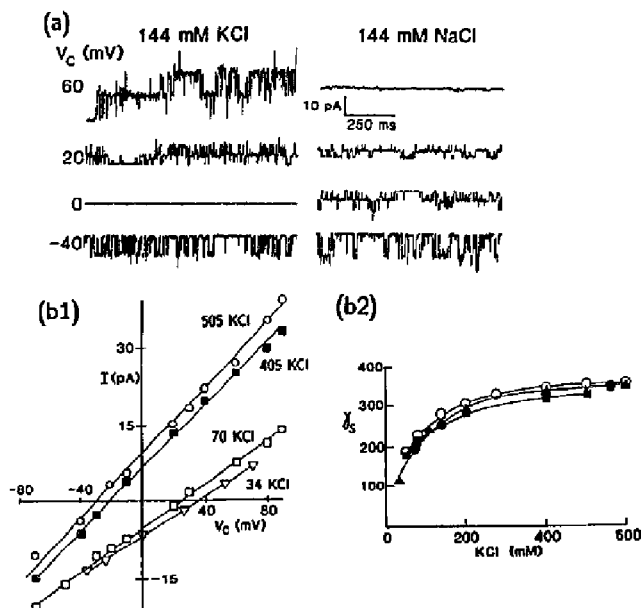 (a)
144 mM KCl
144 mM NaCl
V_C (mV)
60
10 pA
250 ms
20
0
-40
(b1)
(b2)
505 KCl
405 KCl
70 KCl
34 KCl
I (pA)
30
15
-15
-80
-40
40
80
V_C (mV)
γ_S
400
300
200
100
0
200
400
600
KCl (mM)